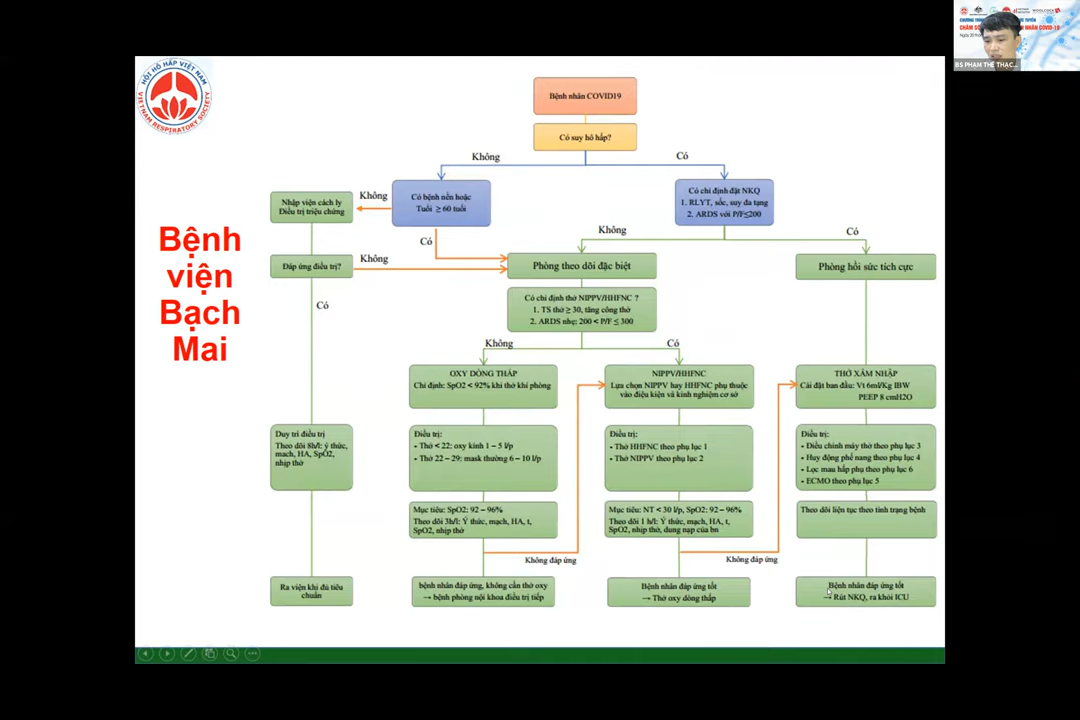 BS PHẠM THẾ THẠC...
HỘI HÔ HẤP VIỆT NAM
VIETNAM RESPIRATORY SOCIETY
Bệnh
viện
Bạch
Mai
Bệnh nhân COVID19
Có suy hô hấp?
Không
Có
Có bệnh nền hoặc
Tuổi ≥ 60 tuổi
Có chỉ định đặt NKQ
1. RLYT, sốc, suy đa tạng
2. ARDS với P/F≤200
Không
Nhập viện cách ly
Điều trị triệu chứng
Có
Không
Có
Không
Đáp ứng điều trị?
Phòng theo dõi đặc biệt
Phòng hồi sức tích cực
Có
Có chỉ định thở NIPPV/HHFNC ?
1. TS thở ≥ 30, tăng công thở
2. ARDS nhẹ: 200 < P/F ≤ 300
Không
Có
OXY DÒNG THẤP
Chỉ định: SpO2 < 92% khi thở khí phòng
NIPPV/HHFNC
Lựa chọn NIPPV hay HHFNC phụ thuộc
vào điều kiện và kinh nghiệm cơ sở
THỞ XÂM NHẬP
Cài đặt ban đầu: Vt 6ml/Kg IBW
PEEP 8 cmH2O
Duy trì điều trị
Theo dõi 8h/l: ý thức,
mạch, HA, SpO2,
nhịp thở
Điều trị:
• Thở < 22: oxy kính 1 – 5 l/p
• Thở 22 – 29: mask thường 6 – 10 l/p
Điều trị:
• Thở HHFNC theo phụ lục 1
• Thở NIPPV theo phụ lục 2
Điều trị:
• Điều chỉnh máy thở theo phụ lục 3
• Huy động phế nang theo phụ lục 4
• Lọc máu hấp phụ theo phụ lục 6
• ECMO theo phụ lục 5
Mục tiêu: SpO2: 92 – 96%
Theo dõi 3h/l: Ý thức, mạch, HA, t,
SpO2, nhịp thở
Mục tiêu: NT < 30 l/p, SpO2: 92 – 96%
Theo dõi 1 h/l: Ý thức, mạch, HA, t,
SpO2, nhịp thở, dung nạp của bn
Theo dõi liên tục theo tình trạng bệnh
Không đáp ứng
Không đáp ứng
Ra viện khi đủ tiêu
chuẩn
bệnh nhân đáp ứng, không cần thở oxy
→ bệnh phòng nội khoa điều trị tiếp
Bệnh nhân đáp ứng tốt
→ Thở oxy dòng thấp
Bệnh nhân đáp ứng tốt
→ Rút NKQ, ra khỏi ICU